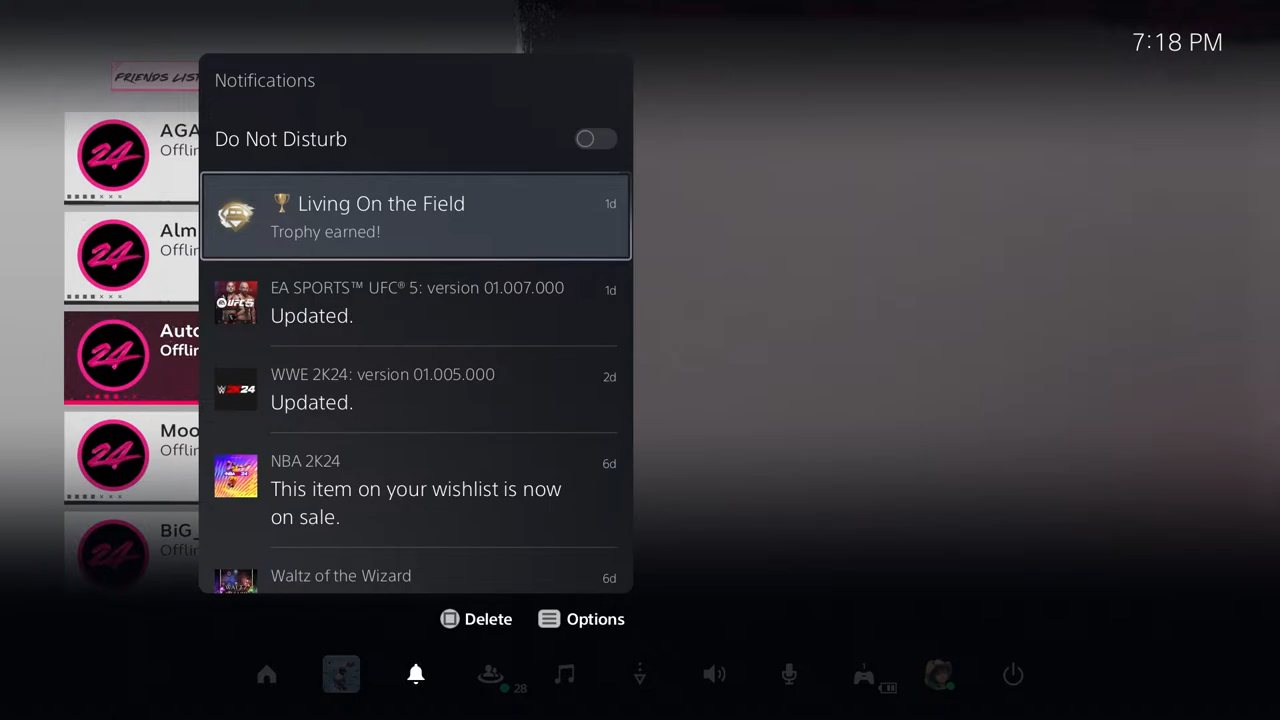 7:18 PM
FRIENDS LIST
Notifications
Do Not Disturb
AGA
Offlin
Living On the Field
1d
Trophy earned!
Alm
Offlin
EA SPORTS™ UFC® 5: version 01.007.000
1d
Updated.
Auto
Offlin
WWE 2K24: version 01.005.000
2d
Updated.
Moo
Offlin
NBA 2K24
6d
This item on your wishlist is now
on sale.
BiG_
Offlin
Waltz of the Wizard
6d
Delete
Options
28